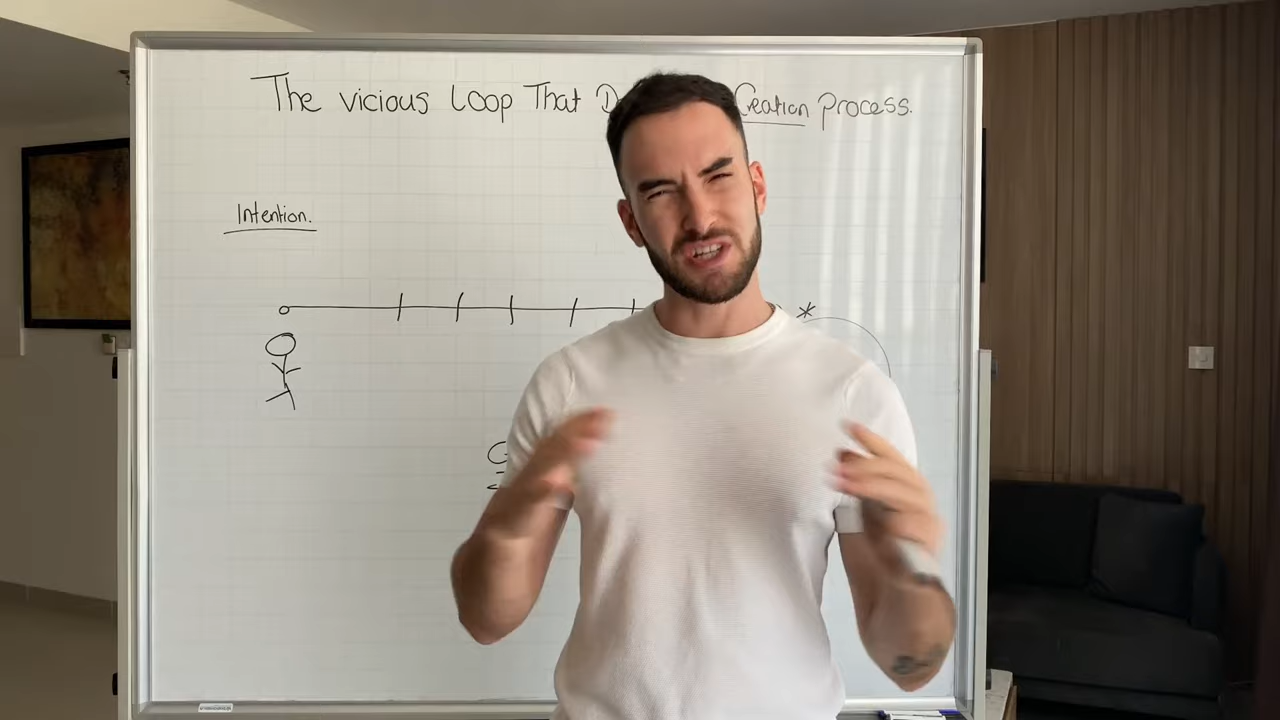 The vicious Loop That D Creation Process.
Intention.